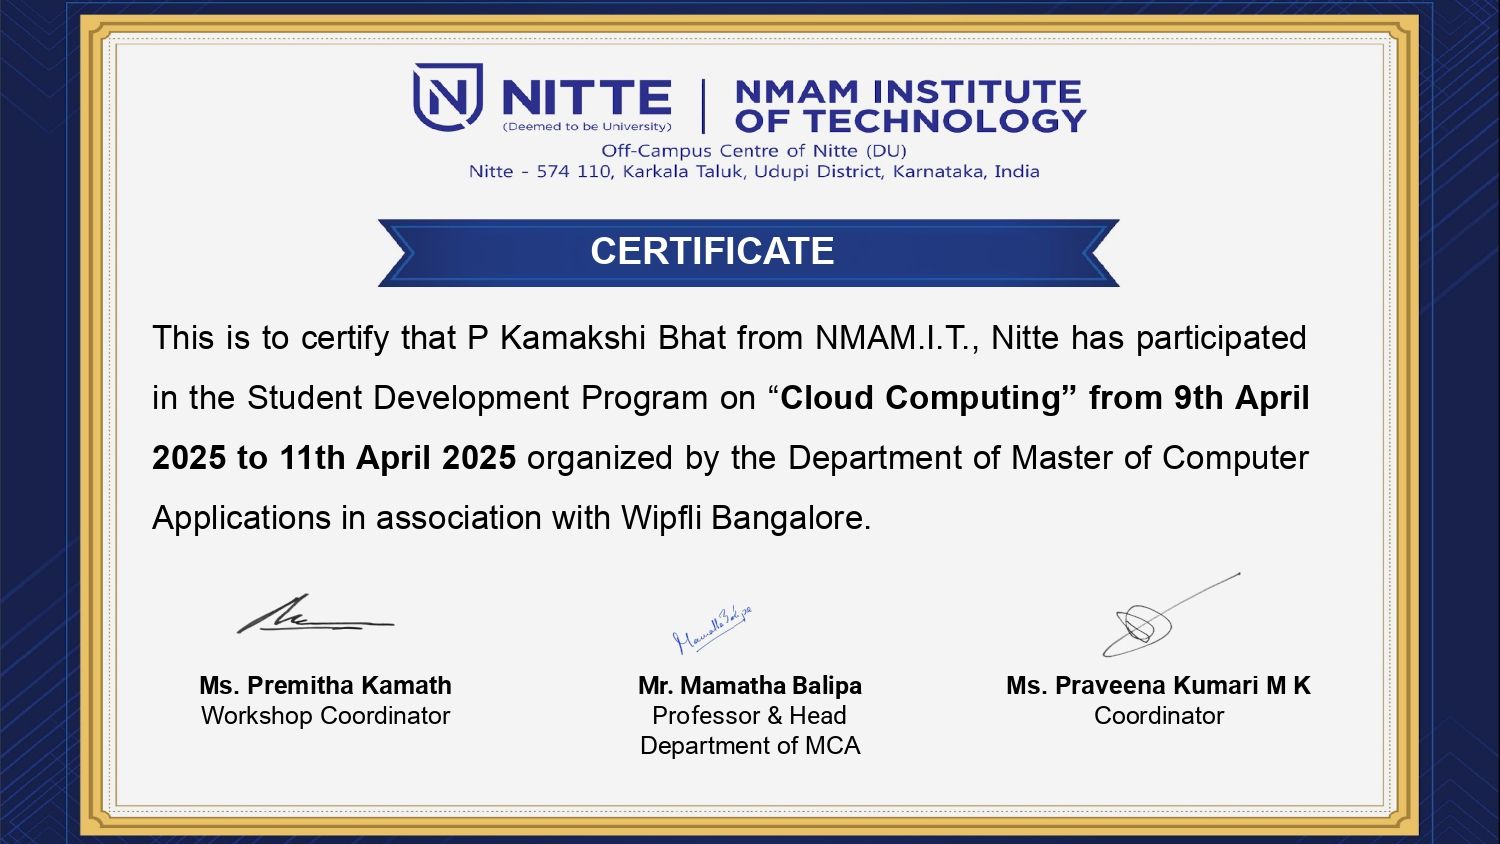 NITTE
(Deemed to be University)
NMAM INSTITUTE
OF TECHNOLOGY
Off-Campus Centre of Nitte (DU)
Nitte - 574 110, Karkala Taluk, Udupi District, Karnataka, India
CERTIFICATE
This is to certify that P Kamakshi Bhat from NMAM.I.T., Nitte has participated
in the Student Development Program on “Cloud Computing” from 9th April
2025 to 11th April 2025 organized by the Department of Master of Computer
Applications in association with Wipfli Bangalore.
Ms. Premitha Kamath
Workshop Coordinator
Mr. Mamatha Balipa
Professor & Head
Department of MCA
Ms. Praveena Kumari M K
Coordinator